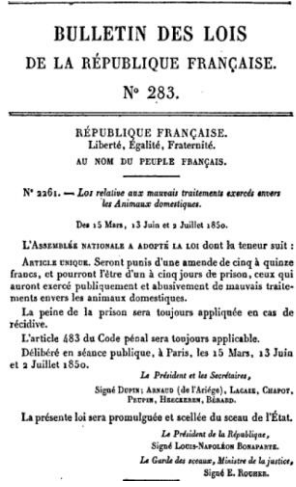 BULLETIN DES LOIS
DE LA RÉPUBLIQUE FRANÇAISE.
N° 283.
RÉPUBLIQUE FRANÇAISE.
Liberté, Égalité, Fraternité.
AU NOM DU PEUPLE FRANÇAIS.
N° 2261. — Loi relative aux mauvais traitements exercés envers
les Animaux domestiques.
Des 15 Mars, 13 Juin et 2 Juillet 1850.
L'ASSEMBLÉE NATIONALE A ADOPTÉ LA LOI dont la teneur suit :
ARTICLE UNIQUE. Seront punis d'une amende de cinq à quinze
francs, et pourront l'être d'un à cinq jours de prison, ceux qui
auront exercé publiquement et abusivement de mauvais traite-
ments envers les animaux domestiques.
La peine de la prison sera toujours appliquée en cas de
récidive.
L'article 483 du Code pénal sera toujours applicable.
Délibéré en séance publique, à Paris, les 15 Mars, 13 Juin
et 2 Juillet 1850.
Le Président et les Secrétaires,
Signé DUPIN; ARNAUD (de l'Ariége), LACAZE, CHAPOT,
PEUPIN, HEECKEREN, BÉRARD.
La présente loi sera promulguée et scellée du sceau de l'État.
Le Président de la République,
Signé LOUIS-NAPOLÉON BONAPARTE.
Le Garde des sceaux, Ministre de la justice,
Signé E. ROUHER.